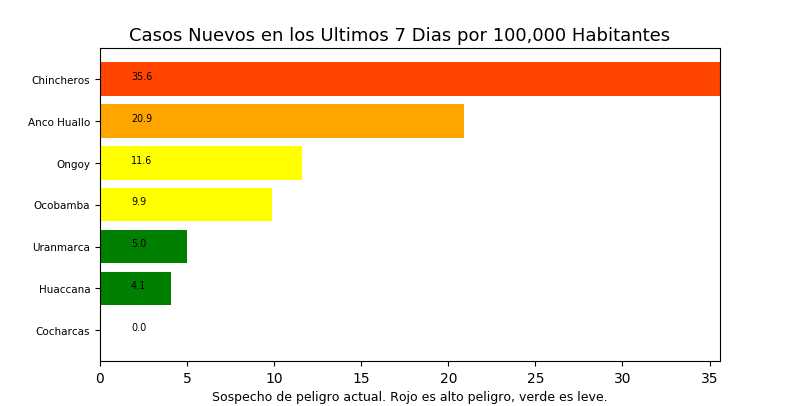 Casos Nuevos en los Ultimos 7 Dias por 100,000 Habitantes
Chincheros 35.6
Anco Huallo 20.9
Ongoy 11.6
Ocobamba 9.9
Uranmarca 5.0
Huaccana 4.1
Cocharcas 0.0
0 5 10 15 20 25 30 35
Sospecho de peligro actual. Rojo es alto peligro, verde es leve.